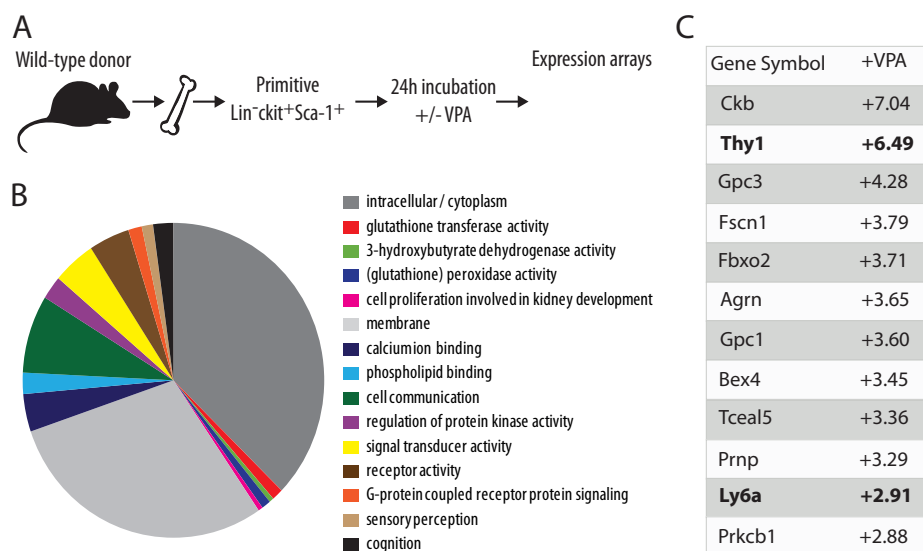 A
Wild-type donor
Primitive
Lin⁻ckit⁺Sca-1⁺
24h incubation
+/- VPA
Expression arrays
B
intracellular / cytoplasm
glutathione transferase activity
3-hydroxybutyrate dehydrogenase activity
(glutathione) peroxidase activity
cell proliferation involved in kidney development
membrane
calciumion binding
phospholipid binding
cell communication
regulation of protein kinase activity
signal transducer activity
receptor activity
G-protein coupled receptor protein signaling
sensory perception
cognition
C
Gene Symbol +VPA
Ckb +7.04
Thy1 +6.49
Gpc3 +4.28
Fscn1 +3.79
Fbxo2 +3.71
Agrn +3.65
Gpc1 +3.60
Bex4 +3.45
Tceal5 +3.36
Prnp +3.29
Ly6a +2.91
Prkcb1 +2.88